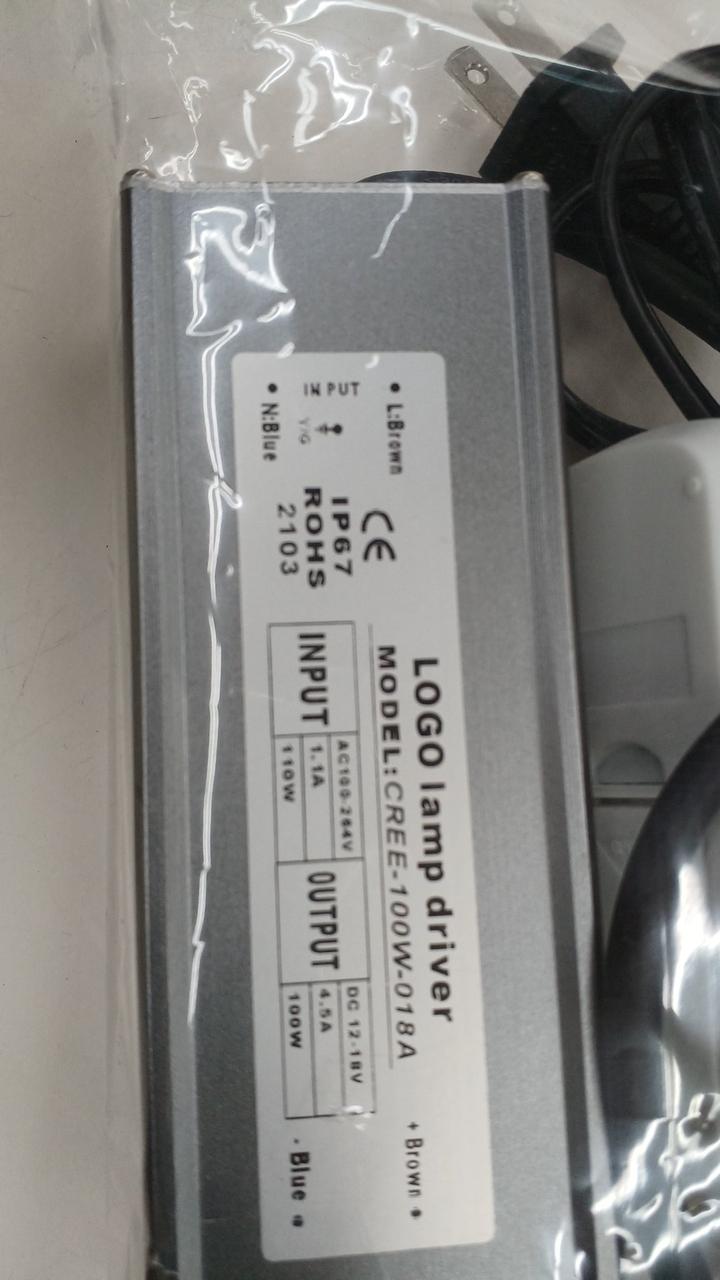 LOGO lamp driver
MODEL:CREE-100W-018A
L:Brown
INPUT
Y/G
N:Blue
CE
IP67
ROHS
2103
INPUT
AC100-264V
1.1A
110W
OUTPUT
DC 12-18V
4.5A
100W
+ Brown
- Blue